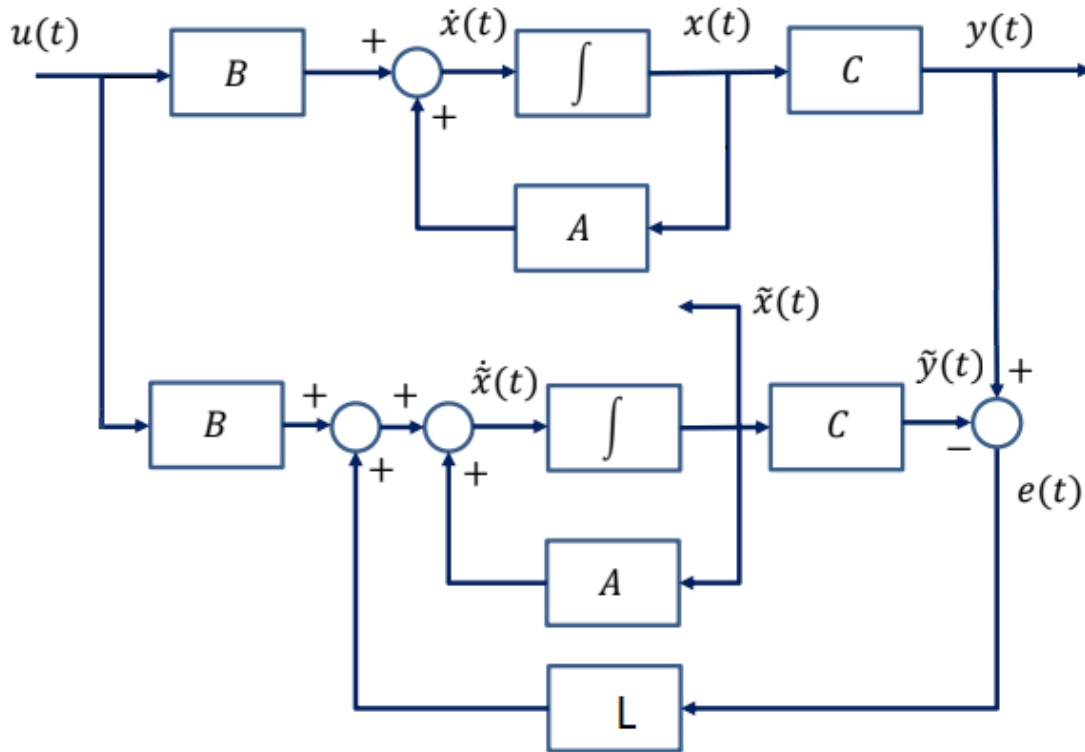 u(t)
B
+
ẋ(t)
∫
x(t)
C
y(t)
+
A
x̃(t)
ỹ(t)
+
B
+
+
x̃̇(t)
∫
C
−
+
+
e(t)
A
L